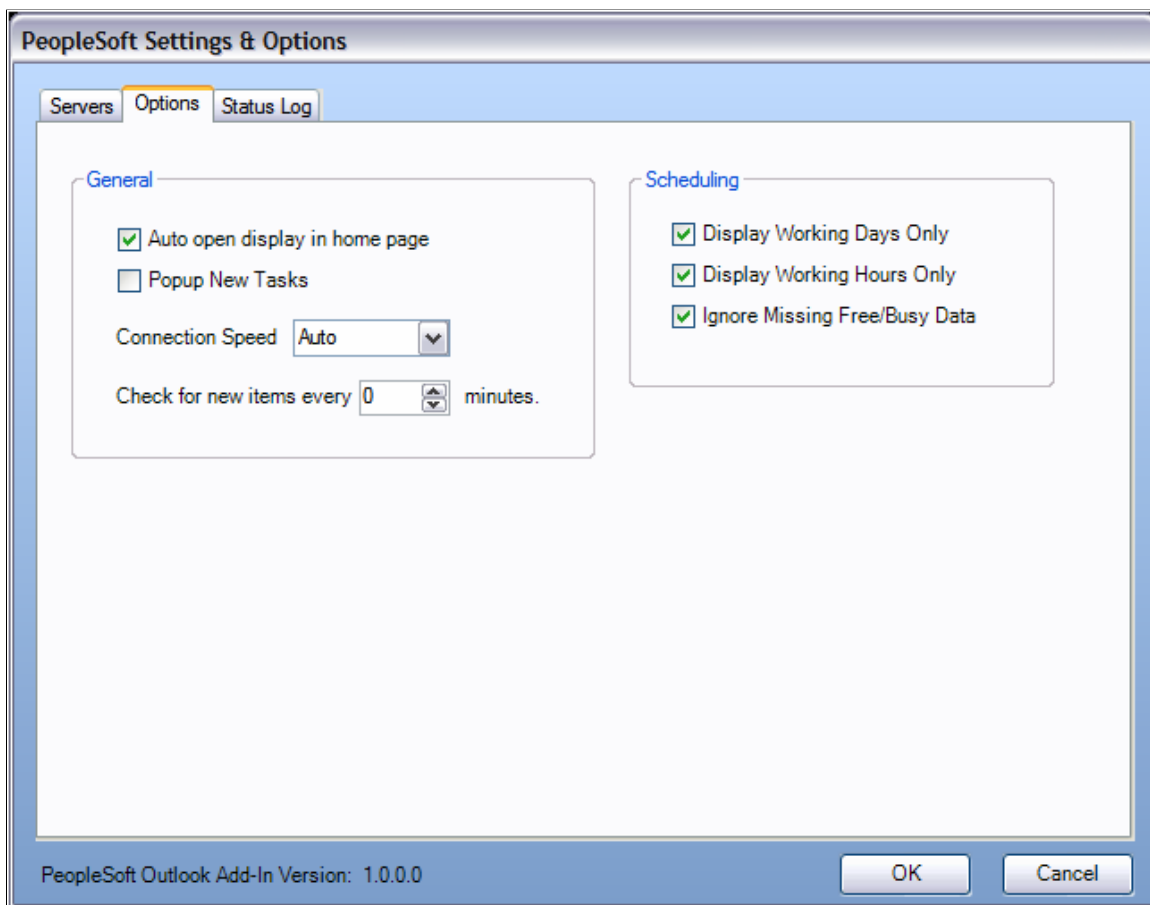 PeopleSoft Settings & Options
Servers Options Status Log
General
Auto open display in home page
Popup New Tasks
Connection Speed Auto
Check for new items every 0 minutes.
Scheduling
Display Working Days Only
Display Working Hours Only
Ignore Missing Free/Busy Data
PeopleSoft Outlook Add-In Version: 1.0.0.0
OK Cancel